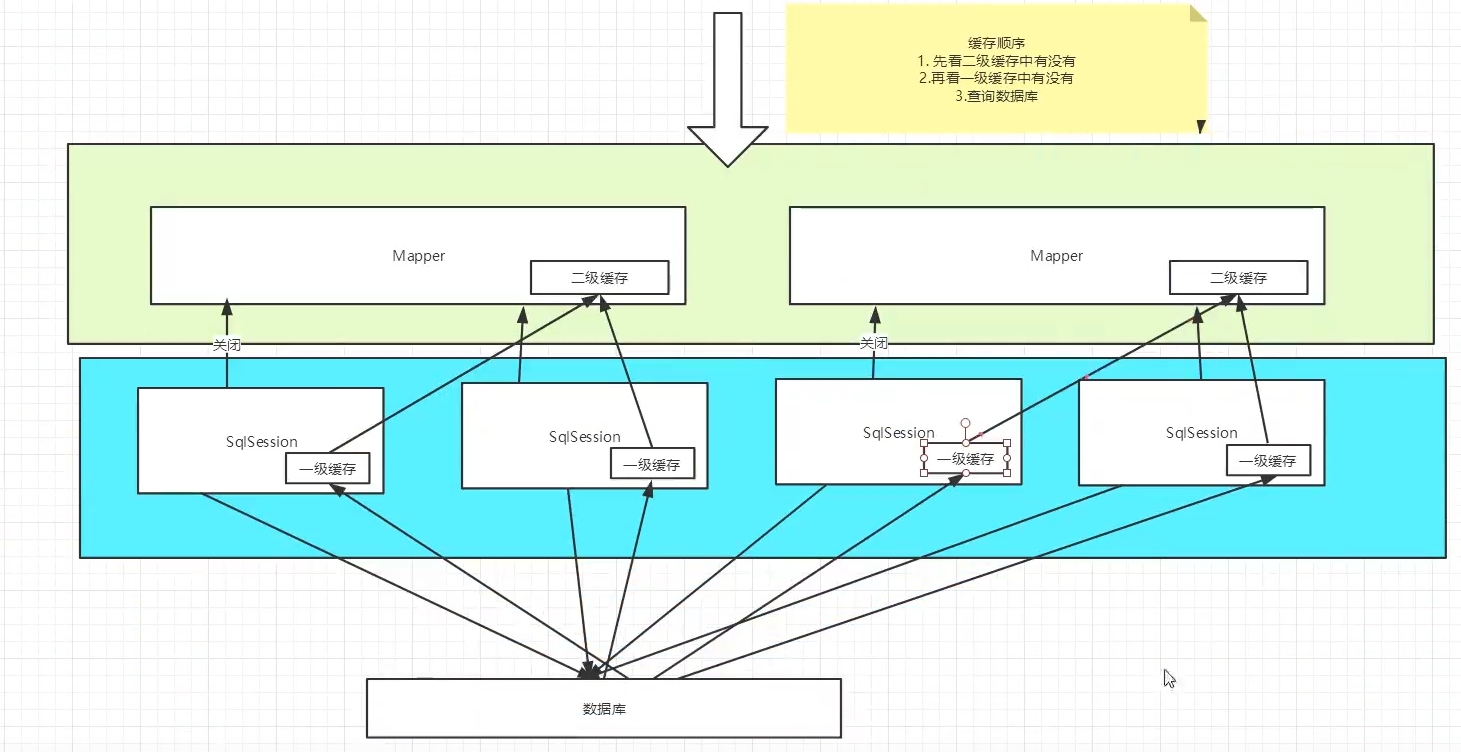 缓存顺序
1. 先看二级缓存中有没有
2.再看一级缓存中有没有
3.查询数据库
Mapper
二级缓存
Mapper
二级缓存
关闭
关闭
SqlSession
一级缓存
SqlSession
一级缓存
SqlSession
一级缓存
SqlSession
一级缓存
数据库